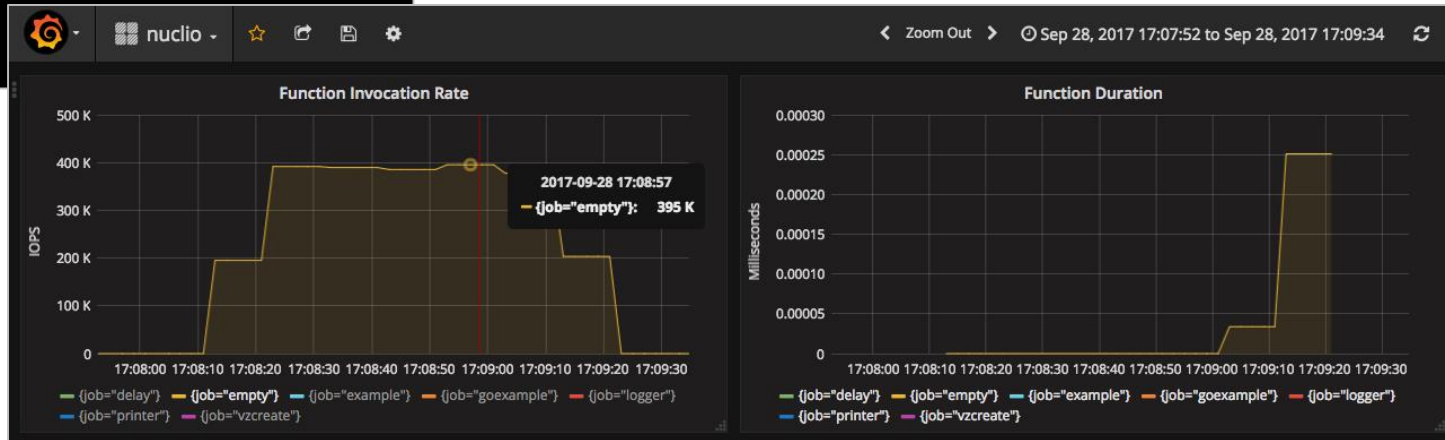 nuclio
Zoom Out
Sep 28, 2017 17:07:52 to Sep 28, 2017 17:09:34
Function Invocation Rate
500 K
400 K
300 K
200 K
100 K
0
IOPS
2017-09-28 17:08:57
{job="empty"}: 395 K
17:08:00 17:08:10 17:08:20 17:08:30 17:08:40 17:08:50 17:09:00 17:09:10 17:09:20 17:09:30
{job="delay"} {job="empty"} {job="example"} {job="goexample"} {job="logger"}
{job="printer"} {job="vzcreate"}
Function Duration
0.00030
0.00025
0.00020
0.00015
0.00010
0.00005
0
Milliseconds
17:08:00 17:08:10 17:08:20 17:08:30 17:08:40 17:08:50 17:09:00 17:09:10 17:09:20 17:09:30
{job="delay"} {job="empty"} {job="example"} {job="goexample"} {job="logger"}
{job="printer"} {job="vzcreate"}